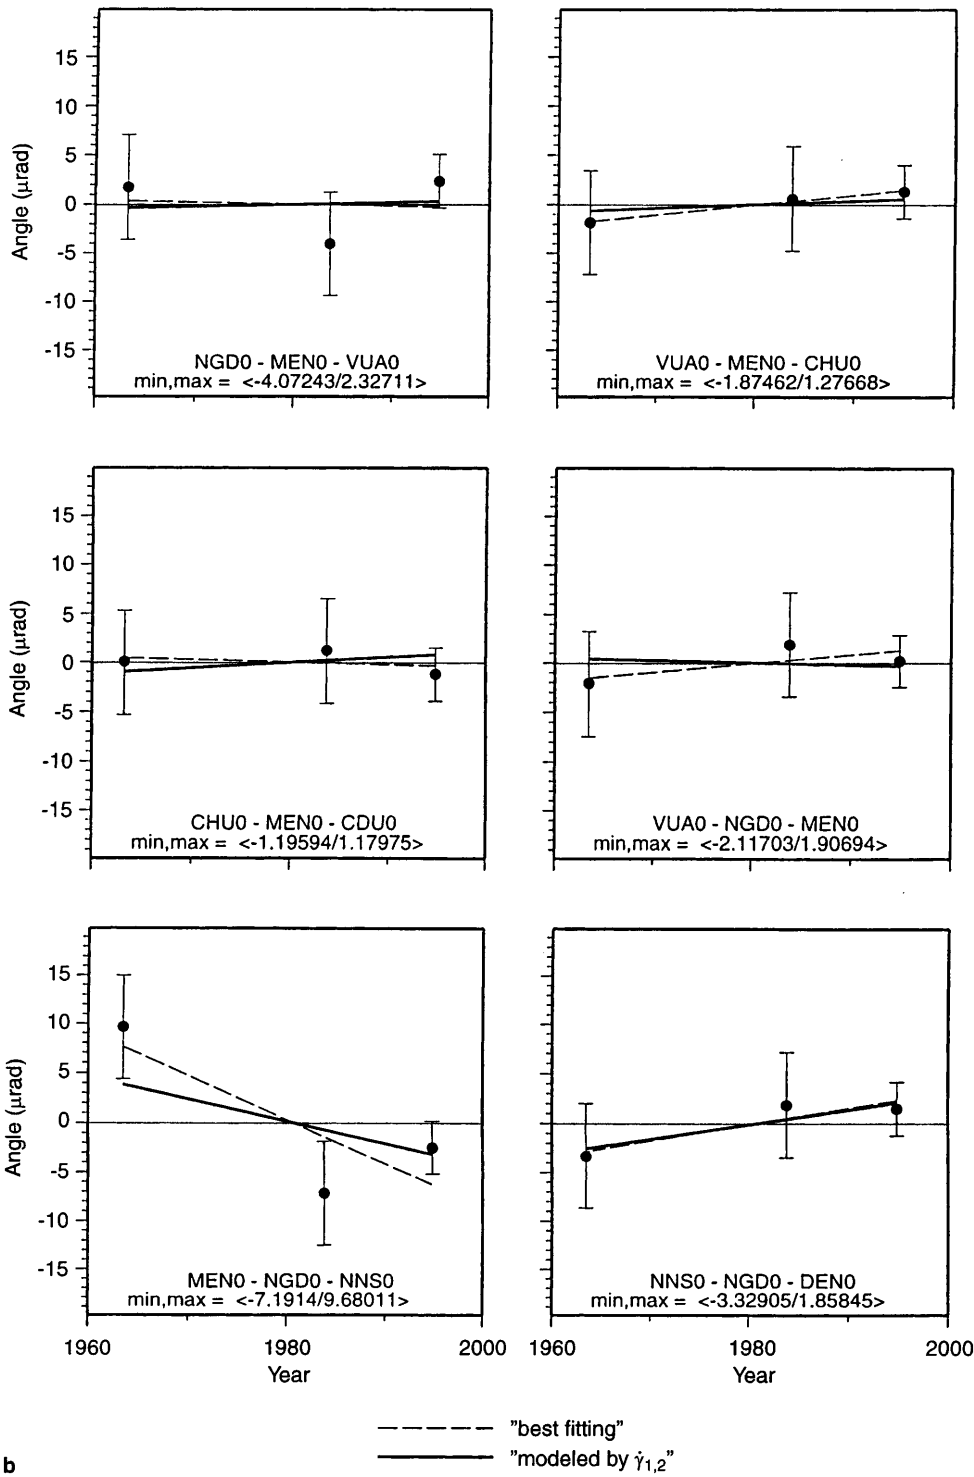 15
10
5
0
-5
-10
-15
Angle (μrad)
NGD0 - MEN0 - VUA0
min,max = <-4.07243/2.32711>
VUA0 - MEN0 - CHU0
min,max = <-1.87462/1.27668>
15
10
5
0
-5
-10
-15
Angle (μrad)
CHU0 - MEN0 - CDU0
min,max = <-1.19594/1.17975>
VUA0 - NGD0 - MEN0
min,max = <-2.11703/1.90694>
15
10
5
0
-5
-10
-15
Angle (μrad)
MEN0 - NGD0 - NNS0
min,max = <-7.1914/9.68011>
NNS0 - NGD0 - DEN0
min,max = <-3.32905/1.85845>
1960 1980 2000
Year
1960 1980 2000
Year
"best fitting"
"modeled by γ̇1,2"
b